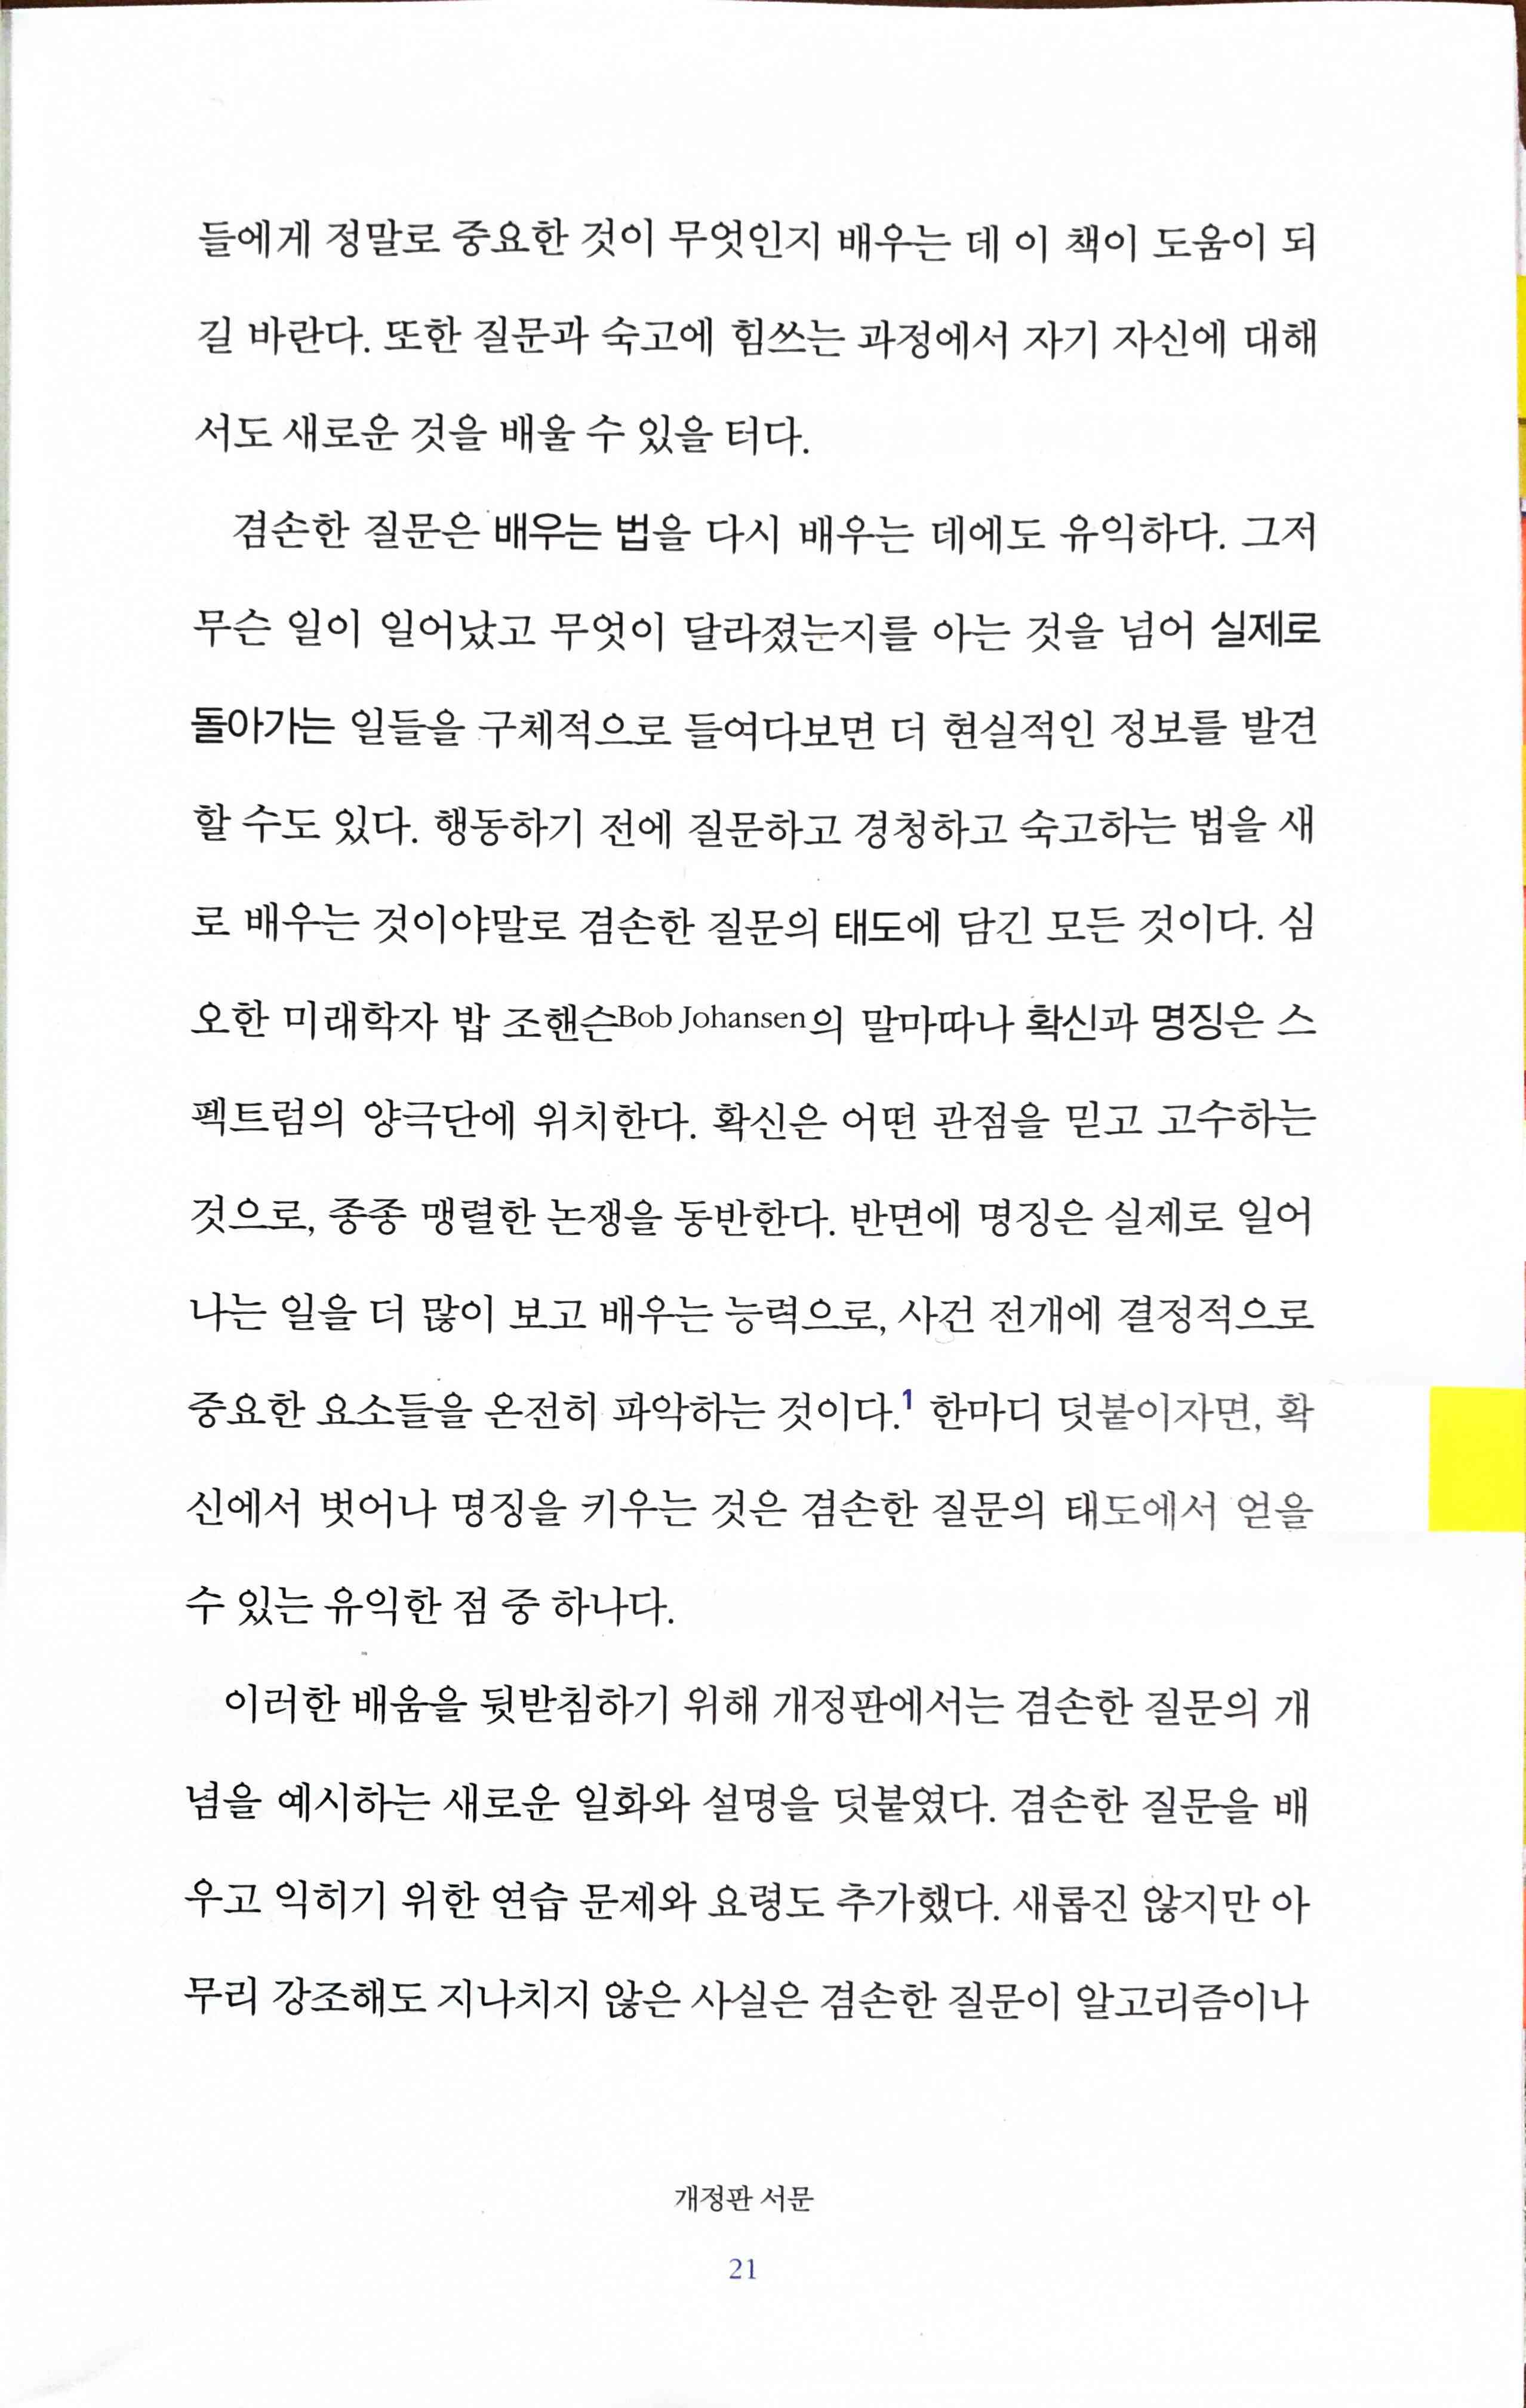 들에게 정말로 중요한 것이 무엇인지 배우는 데 이 책이 도움이 되
길 바란다. 또한 질문과 숙고에 힘쓰는 과정에서 자기 자신에 대해
서도 새로운 것을 배울 수 있을 터다.
겸손한 질문은 배우는 법을 다시 배우는 데에도 유익하다. 그저
무슨 일이 일어났고 무엇이 달라졌는지를 아는 것을 넘어 실제로
돌아가는 일들을 구체적으로 들여다보면 더 현실적인 정보를 발견
할 수도 있다. 행동하기 전에 질문하고 경청하고 숙고하는 법을 새
로 배우는 것이야말로 겸손한 질문의 태도에 담긴 모든 것이다. 심
오한 미래학자 밥 조핸슨Bob Johansen의 말마따나 확신과 명징은 스
펙트럼의 양극단에 위치한다. 확신은 어떤 관점을 믿고 고수하는
것으로, 종종 맹렬한 논쟁을 동반한다. 반면에 명징은 실제로 일어
나는 일을 더 많이 보고 배우는 능력으로, 사건 전개에 결정적으로
중요한 요소들을 온전히 파악하는 것이다.1 한마디 덧붙이자면, 확
신에서 벗어나 명징을 키우는 것은 겸손한 질문의 태도에서 얻을
수 있는 유익한 점 중 하나다.
이러한 배움을 뒷받침하기 위해 개정판에서는 겸손한 질문의 개
념을 예시하는 새로운 일화와 설명을 덧붙였다. 겸손한 질문을 배
우고 익히기 위한 연습 문제와 요령도 추가했다. 새롭진 않지만 아
무리 강조해도 지나치지 않은 사실은 겸손한 질문이 알고리즘이나
개정판 서문
21